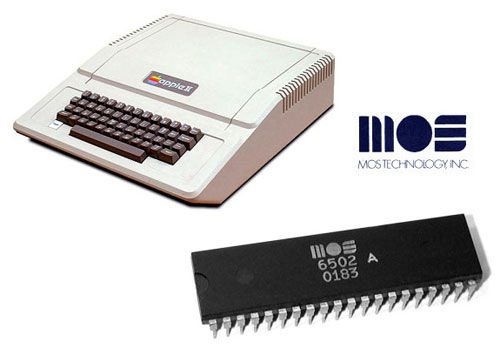 apple II
mos
MOS TECHNOLOGY, INC.
mos
6502 A
0183